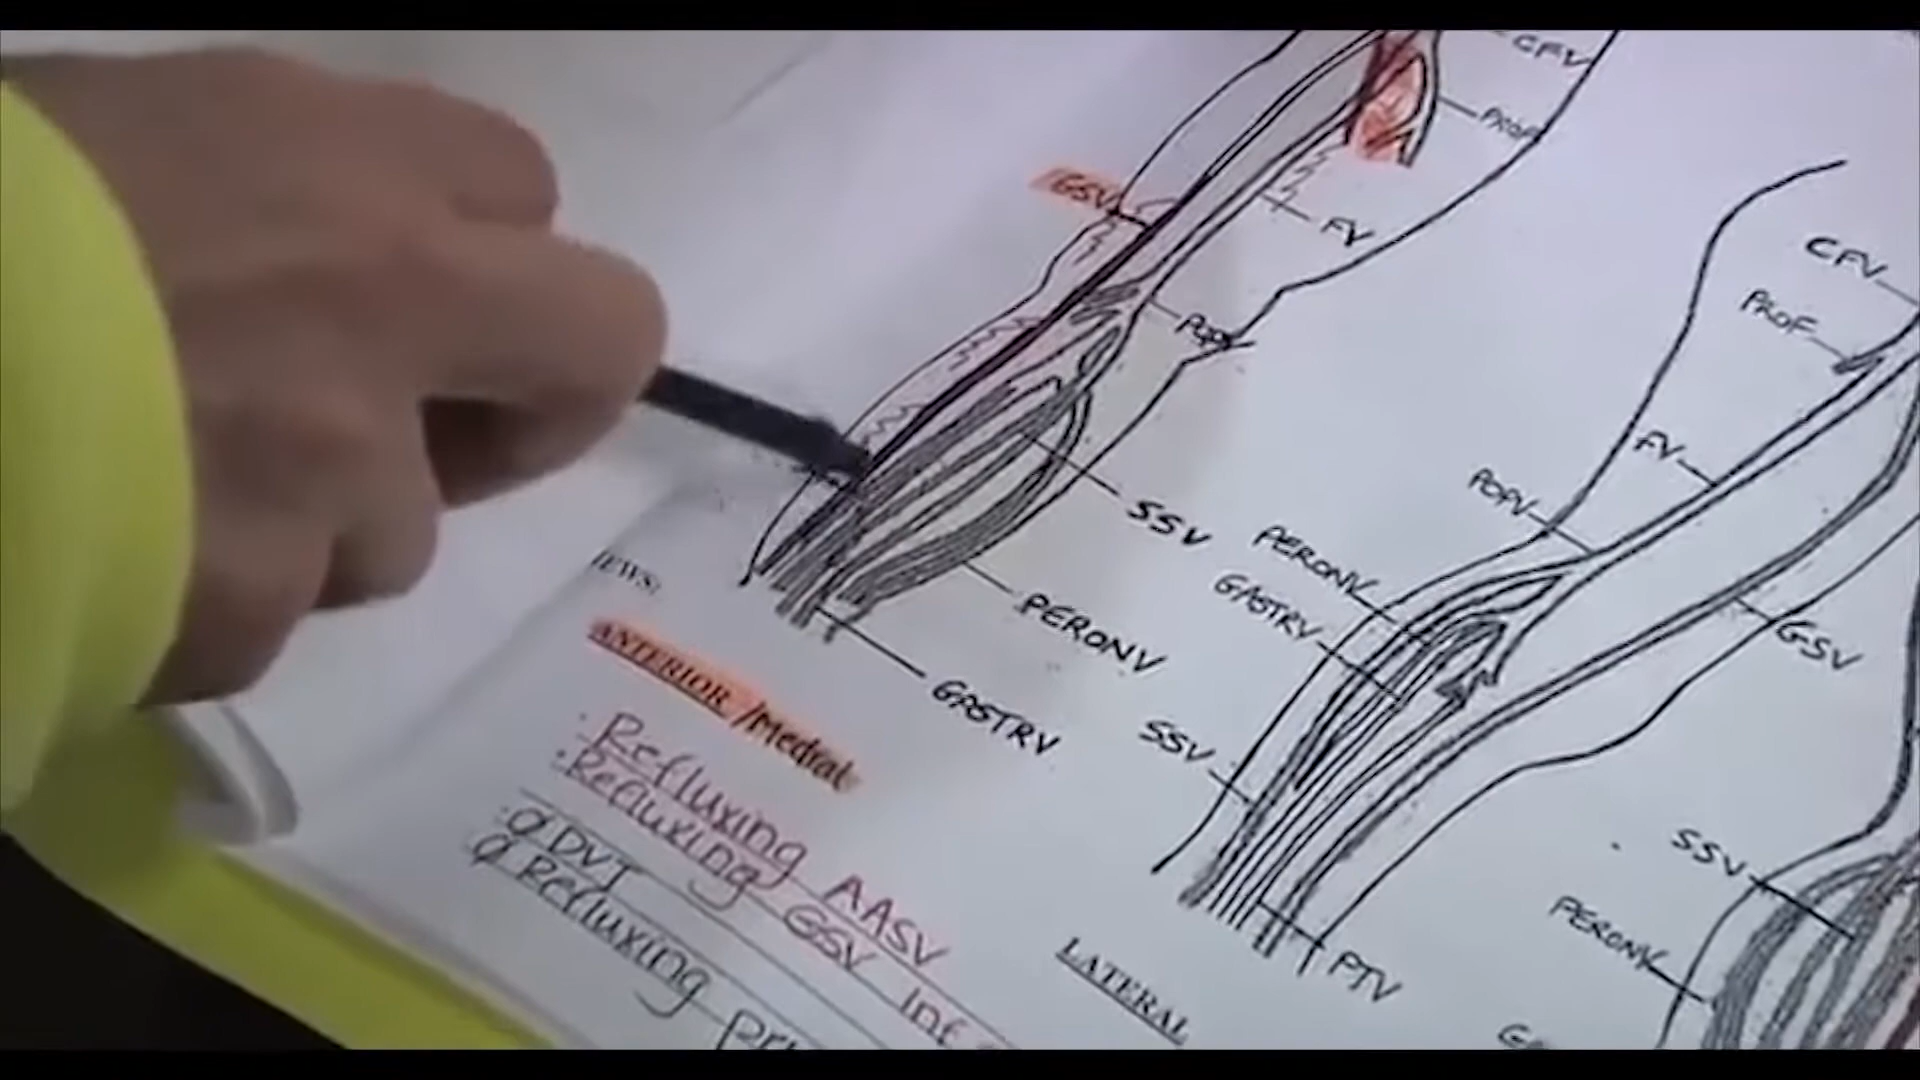 CFV
PROF
GSV
FV
POPV
SSV
PERONV
GASTRV
IEWS:
ANTERIOR /Medial
· Refluxing AASV
· Refluxing GSV
· Ø DVT
Ø Refluxing
CFV
PROF
FV
POPV
PERONV
GASTRV
GSV
SSV
PTV
LATERAL
SSV
PERONV